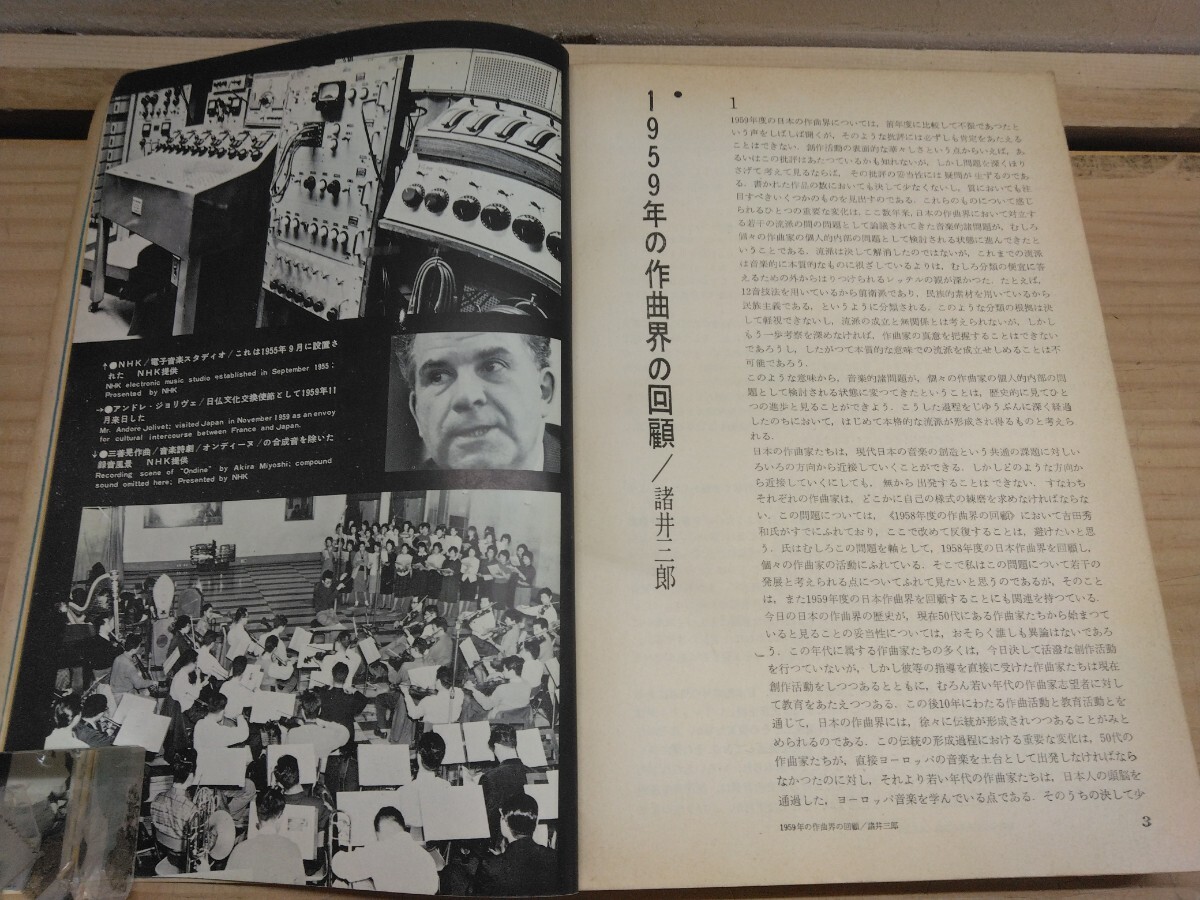 ↑●NHK/電子音楽スタジオ/これは1955年9月に設置さ
れた NHK提供
NHK electronic music studio established in September 1955;
Presented by NHK
→●アンドレ・ジョリヴェ/日仏文化交換使節として1959年11
月来日した
Mr. Andore Jolivet; visited Japan in November 1959 as an envoy
for cultural intercourse between France and Japan.
↓●三善晃作曲/音楽詩劇/オンディーヌ/の合成音を除いた
録音風景 NHK提供
Recording scene of "Ondine" by Akira Miyoshi; compound
sound omitted here; Presented by NHK
●1959年の作曲界の回顧/諸井三郎
1
1959年度の日本の作曲界については,前年度に比較して不振であつたと
いう声をしばしば聞くが,そのような批評には必ずしも肯定をあたえる
ことはできない.創作活動の表面的な華々しさという点からいえば,あ
るいはこの批評はあたつているかも知れないが,しかし問題を深くほり
さげて考えて見るならば,その批評の妥当性には疑問が生ずるのであ
る.書かれた作品の数においても決して少なくないし,質においても注
目すべきいくつかのものを見出すのである.これらのものについて感じ
られるひとつの重要な変化は,ここ数年来,日本の作曲界において対立す
る若干の流派の間の問題として論議されてきた音楽的諸問題が,むしろ
個々の作曲家の個人的内部の問題として検討される状態に進んできたと
いうことである.流派は決して解消したのではないが,これまでの流派
は音楽的に本質的なものに根ざしているよりは,むしろ分類の便宜に答
えるための外からはりつけられるレッテルの観が深かつた.たとえば,
12音技法を用いているから前衛派であり,民族的素材を用いているから
民族主義である,というように分類される.このような分類の根拠は決
して軽視できないし,流派の成立と無関係とは考えられないが,しかし
もう一歩考察を深めなければ,作曲家の真意を把握することはできない
であろうし,したがつて本質的な意味での流派を成立せしめることは不
可能であろう.
このような意味から,音楽的諸問題が,個々の作曲家の個人的内部の問
題として検討される状態に変つてきたということは,歴史的に見てひと
つの進歩と見ることができよう.こうした過程をじゆうぶんに深く経過
したのちにおいて,はじめて本格的な流派が形成され得るものと考えら
れる.
日本の作曲家たちは,現代日本の音楽の創造という共通の課題に対しい
ろいろの方向から近接していくことができる.しかしどのような方向か
ら近接していくにしても,無から出発することはできない.すなわち
それぞれの作曲家は,どこかに自己の様式の練磨を求めなければならな
い.この問題については,《1958年度の作曲界の回顧》において吉田秀
和氏がすでにふれており,ここで改めて反復することは,避けたいと思
う.氏はむしろこの問題を軸として,1958年度の日本作曲界を回顧し,
個々の作曲家の活動にふれている.そこで私はこの問題について若干の
発展と考えられる点についてふれて見たいと思うのであるが,そのこと
は,また1959年度の日本作曲界を回顧することにも関連を持つている.
今日の日本の作曲界の歴史が,現在50代にある作曲家たちから始まつて
いると見ることの妥当性については,おそらく誰しも異論はないであろ
う.この年代に属する作曲家たちの多くは,今日決して活潑な創作活動
を行つていないが,しかし彼等の指導を直接に受けた作曲家たちは現在
創作活動をしつつあるとともに,むろん若い年代の作曲家志望者に対し
て教育をあたえつつある.この後10年にわたる作曲活動と教育活動とを
通じて,日本の作曲界には,徐々に伝統が形成されつつあることがみと
められるのである.この伝統の形成過程における重要な変化は,50代の
作曲家たちが,直接ヨーロッパの音楽を土台として出発しなければなら
なかつたのに対し,それより若い年代の作曲家たちは,日本人の頭脳を
通過した,ヨーロッパ音楽を学んでいる点である.そのうちの決して少
1959年の作曲界の回顧/諸井三郎
3